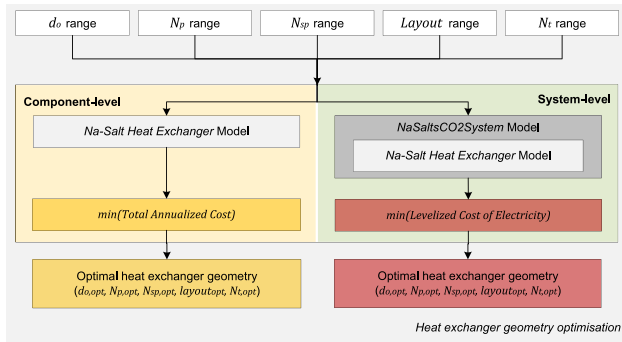 d_o range
N_p range
N_sp range
Layout range
N_t range
Component-level
System-level
Na-Salt Heat Exchanger Model
NaSaltsCO2System Model
Na-Salt Heat Exchanger Model
min(Total Annualized Cost)
min(Levelized Cost of Electricity)
Optimal heat exchanger geometry
(d_o,opt, N_p,opt, N_sp,opt, layout_opt, N_t,opt)
Optimal heat exchanger geometry
(d_o,opt, N_p,opt, N_sp,opt, layout_opt, N_t,opt)
Heat exchanger geometry optimisation